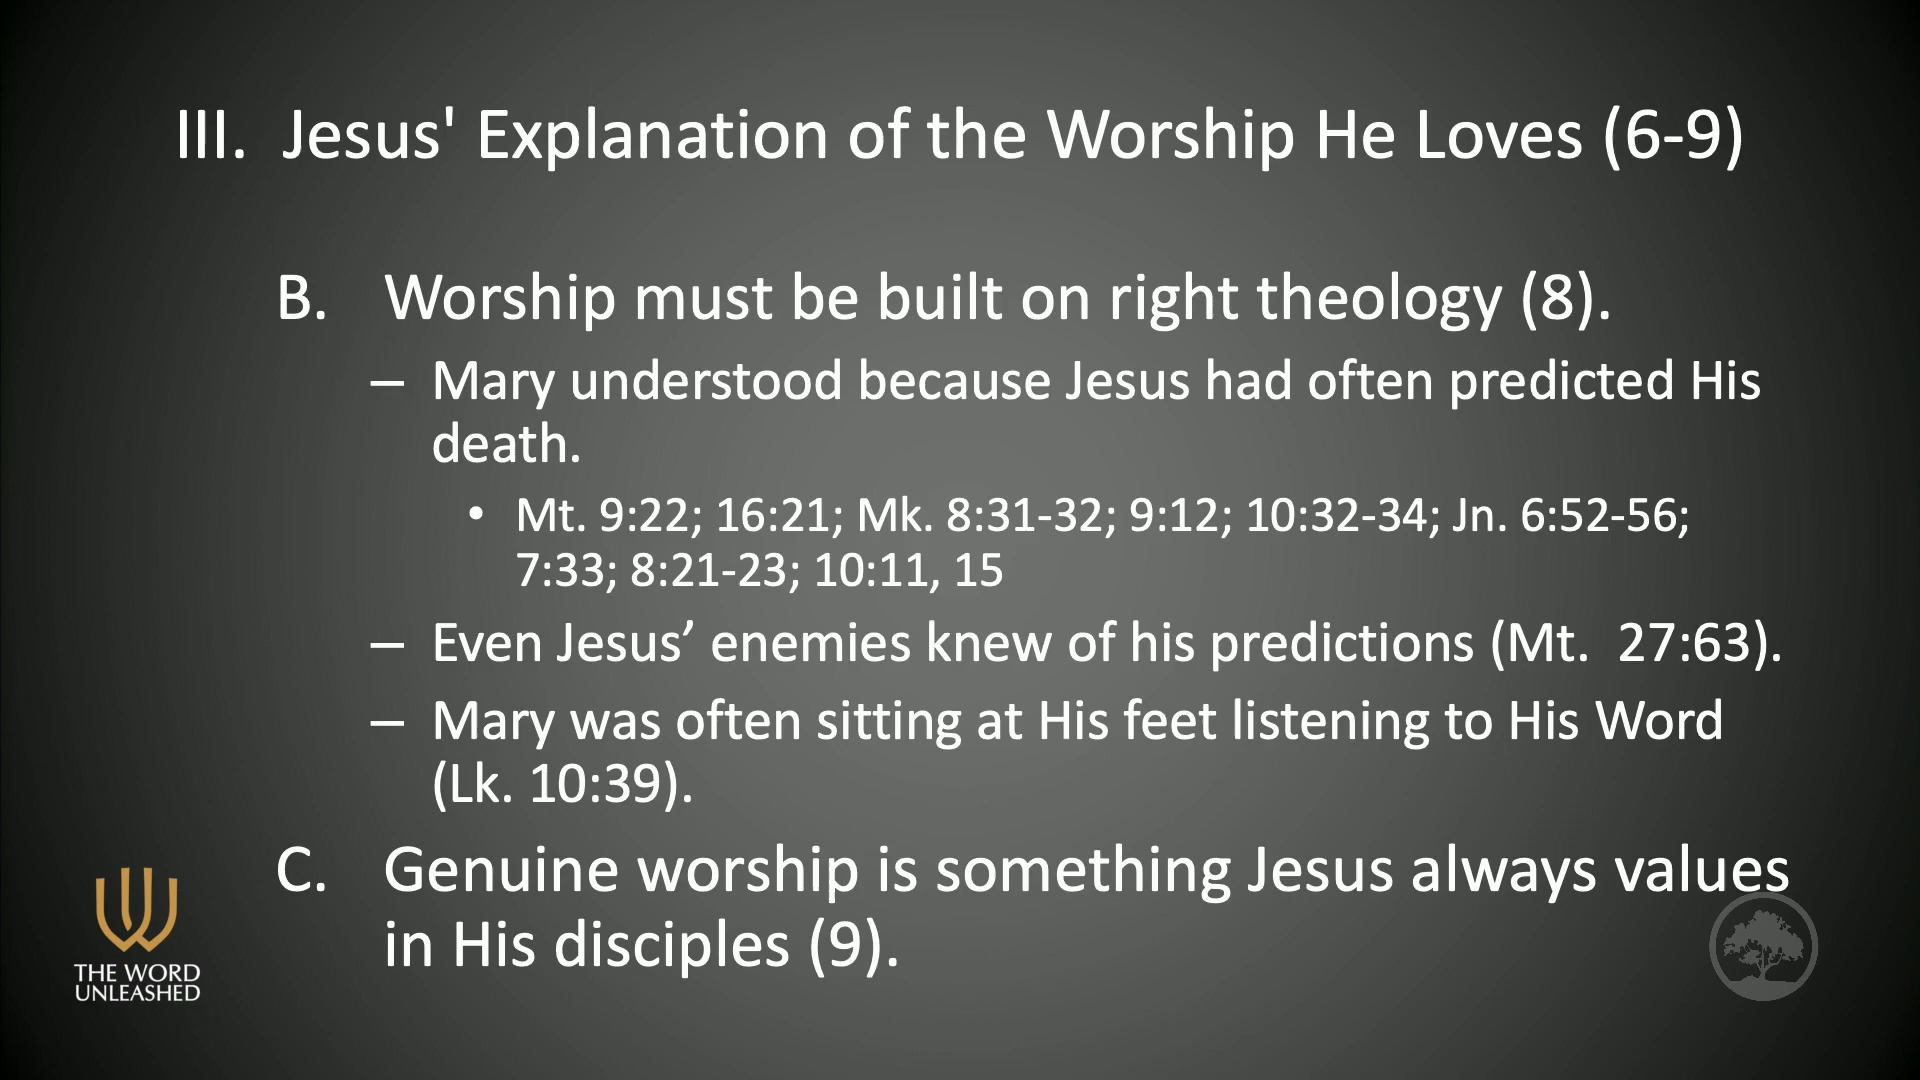 III. Jesus' Explanation of the Worship He Loves (6-9)
B. Worship must be built on right theology (8).
– Mary understood because Jesus had often predicted His
death.
• Mt. 9:22; 16:21; Mk. 8:31-32; 9:12; 10:32-34; Jn. 6:52-56;
7:33; 8:21-23; 10:11, 15
– Even Jesus’ enemies knew of his predictions (Mt.  27:63).
– Mary was often sitting at His feet listening to His Word
(Lk. 10:39).
C. Genuine worship is something Jesus always values
in His disciples (9).
THE WORD
UNLEASHED